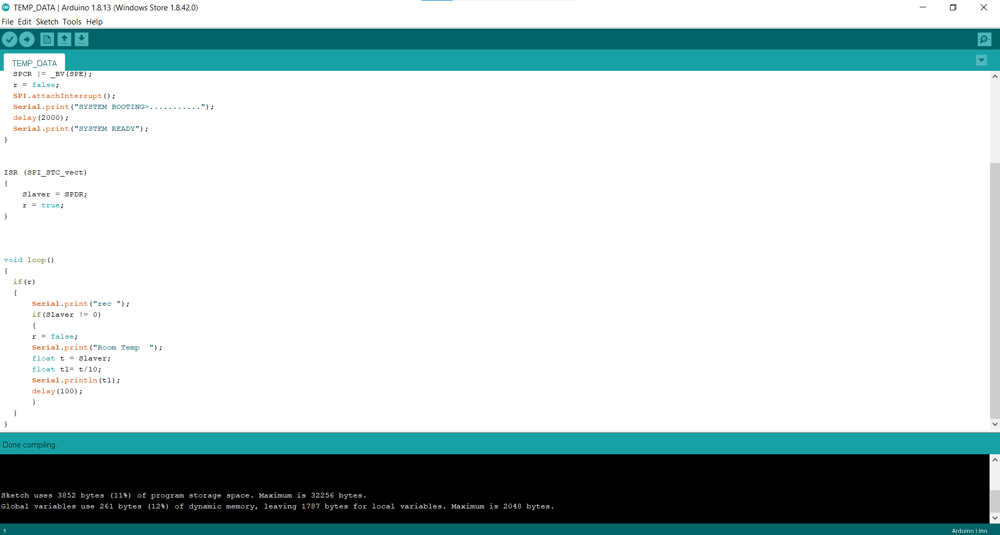 TEMP_DATA | Arduino 1.8.13 (Windows Store 1.8.42.0)
File Edit Sketch Tools Help
TEMP_DATA
SPCR |= _BV(SPE);
r = false;
SPI.attachInterrupt();
Serial.print("SYSTEM BOOTING>...........");
delay(2000);
Serial.print("SYSTEM READY");
}
ISR (SPI_STC_vect)
{
Slaver = SPDR;
r = true;
}
void loop()
{
if(r)
{
Serial.print("rec ");
if(Slaver != 0)
{
r = false;
Serial.print("Room Temp  ");
float t = Slaver;
float t1= t/10;
Serial.println(t1);
delay(100);
}
}
}
Done compiling.
Sketch uses 3852 bytes (11%) of program storage space. Maximum is 32256 bytes.
Global variables use 261 bytes (12%) of dynamic memory, leaving 1787 bytes for local variables. Maximum is 2048 bytes.
1
Arduino Uno